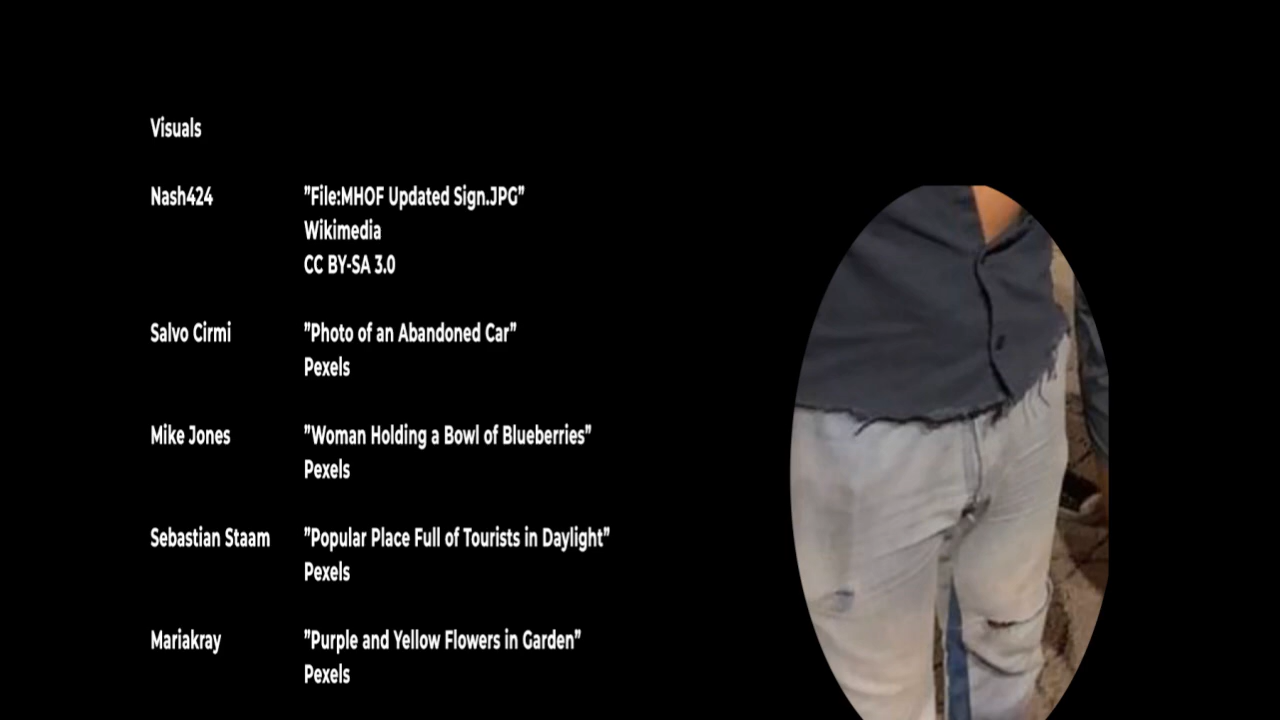 Visuals
Nash424 ”File:MHOF Updated Sign.JPG”
Wikimedia
CC BY-SA 3.0
Salvo Cirmi ”Photo of an Abandoned Car”
Pexels
Mike Jones ”Woman Holding a Bowl of Blueberries”
Pexels
Sebastian Staam ”Popular Place Full of Tourists in Daylight”
Pexels
Mariakray ”Purple and Yellow Flowers in Garden”
Pexels